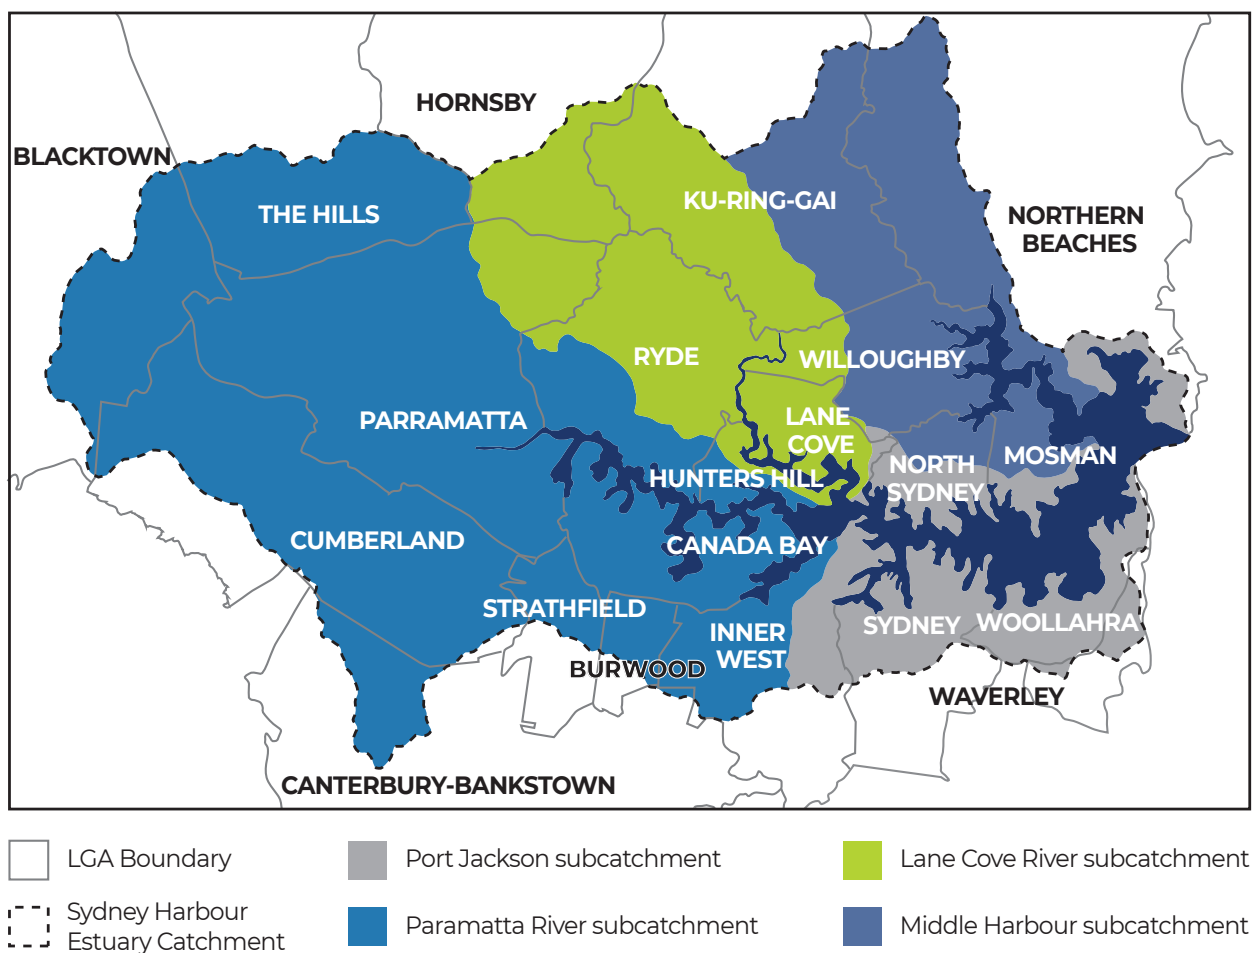 HORNSBY
BLACKTOWN
THE HILLS
KU-RING-GAI
NORTHERN
BEACHES
RYDE
WILLOUGHBY
PARRAMATTA
LANE
COVE
MOSMAN
NORTH
SYDNEY
HUNTERS HILL
CUMBERLAND
CANADA BAY
STRATHFIELD
SYDNEY
WOOLLAHRA
INNER
WEST
BURWOOD
WAVERLEY
CANTERBURY-BANKSTOWN
LGA Boundary
Port Jackson subcatchment
Lane Cove River subcatchment
Sydney Harbour
Estuary Catchment
Paramatta River subcatchment
Middle Harbour subcatchment